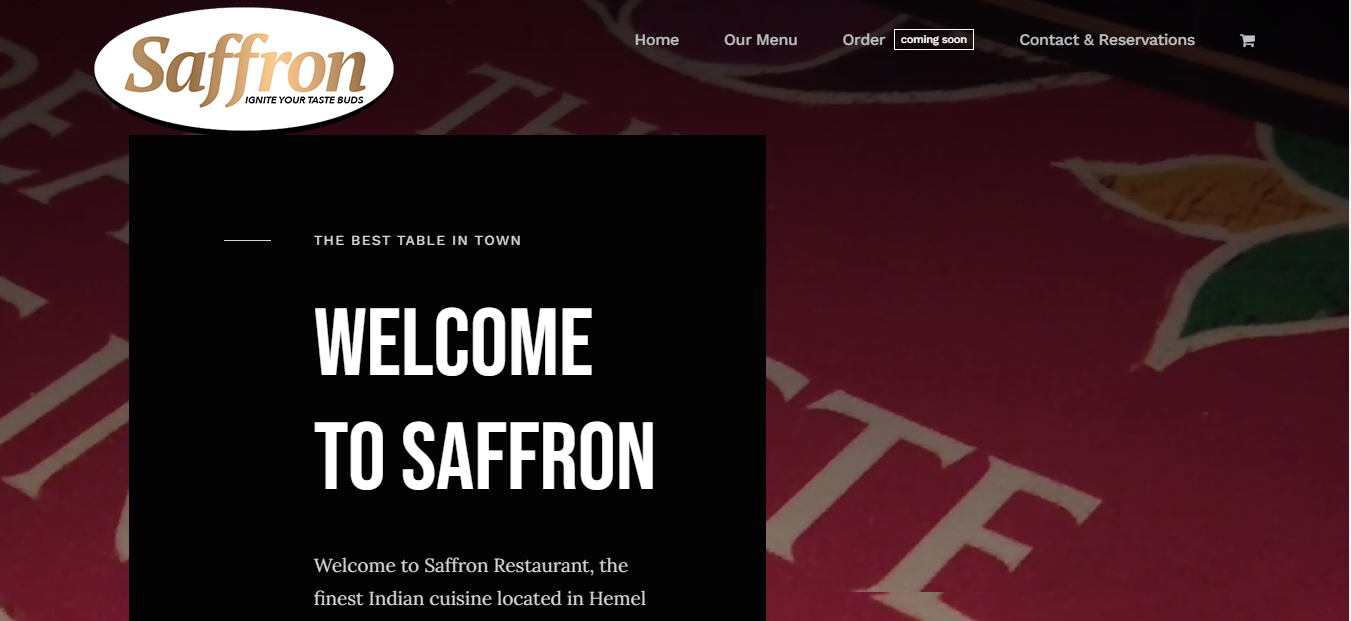 Saffron
IGNITE YOUR TASTE BUDS
Home
Our Menu
Order
coming soon
Contact & Reservations
THE BEST TABLE IN TOWN
WELCOME
TO SAFFRON
Welcome to Saffron Restaurant, the
finest Indian cuisine located in Hemel